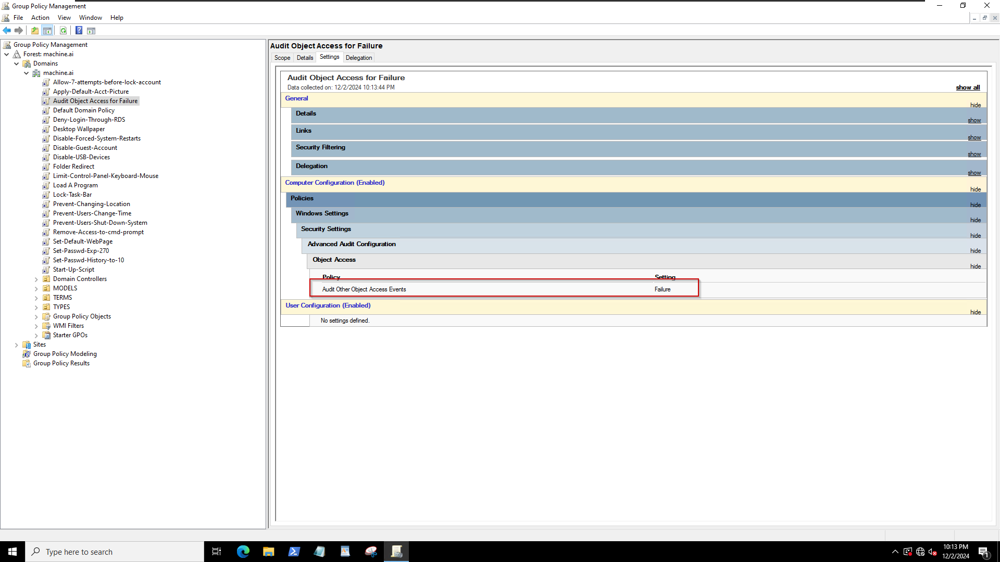 Group Policy Management
File Action View Window Help
Group Policy Management
Forest: machine.ai
Domains
machine.ai
Allow-7-attempts-before-lock-account
Apply-Default-Acct-Picture
Audit Object Access for Failure
Default Domain Policy
Deny-Login-Through-RDS
Desktop Wallpaper
Disable-Forced-System-Restarts
Disable-Guest-Account
Disable-USB-Devices
Folder Redirect
Limit-Control-Panel-Keyboard-Mouse
Load A Program
Lock-Task-Bar
Prevent-Changing-Location
Prevent-Users-Change-Time
Prevent-Users-Shut-Down-System
Remove-Access-to-cmd-prompt
Set-Default-WebPage
Set-Passwd-Exp-270
Set-Passwd-History-to-10
Start-Up-Script
Domain Controllers
MODELS
TERMS
TYPES
Group Policy Objects
WMI Filters
Starter GPOs
Sites
Group Policy Modeling
Group Policy Results
Audit Object Access for Failure
Scope Details Settings Delegation
Audit Object Access for Failure
Data collected on: 12/2/2024 10:13:44 PM
show all
General
hide
Details
show
Links
show
Security Filtering
show
Delegation
show
Computer Configuration (Enabled)
hide
Policies
hide
Windows Settings
hide
Security Settings
hide
Advanced Audit Configuration
hide
Object Access
hide
Policy Setting
Audit Other Object Access Events Failure
User Configuration (Enabled)
hide
No settings defined.
Type here to search
10:13 PM
12/2/2024
1